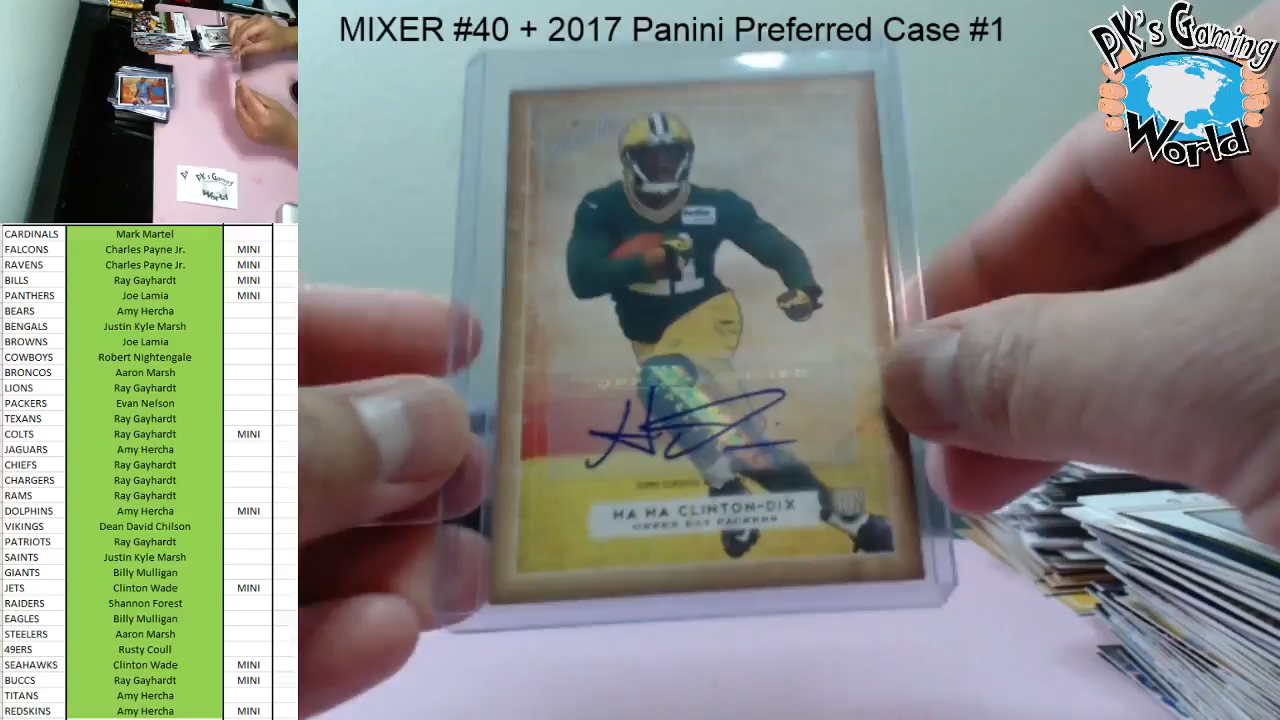 MIXER #40 + 2017 Panini Preferred Case #1
PK's Gaming
World
CARDINALS Mark Martel
FALCONS Charles Payne Jr. MINI
RAVENS Charles Payne Jr. MINI
BILLS Ray Gayhardt MINI
PANTHERS Joe Lamia MINI
BEARS Amy Hercha
BENGALS Justin Kyle Marsh
BROWNS Joe Lamia
COWBOYS Robert Nightengale
BRONCOS Aaron Marsh
LIONS Ray Gayhardt
PACKERS Evan Nelson
TEXANS Ray Gayhardt
COLTS Ray Gayhardt MINI
JAGUARS Amy Hercha
CHIEFS Ray Gayhardt
CHARGERS Ray Gayhardt
RAMS Ray Gayhardt
DOLPHINS Amy Hercha MINI
VIKINGS Dean David Chilson
PATRIOTS Ray Gayhardt
SAINTS Justin Kyle Marsh
GIANTS Billy Mulligan
JETS Clinton Wade MINI
RAIDERS Shannon Forest
EAGLES Billy Mulligan
STEELERS Aaron Marsh
49ERS Rusty Coull
SEAHAWKS Clinton Wade MINI
BUCCS Ray Gayhardt MINI
TITANS Amy Hercha
REDSKINS Amy Hercha MINI
HA HA CLINTON-DIX
GREEN BAY PACKERS
PK's Gaming
World